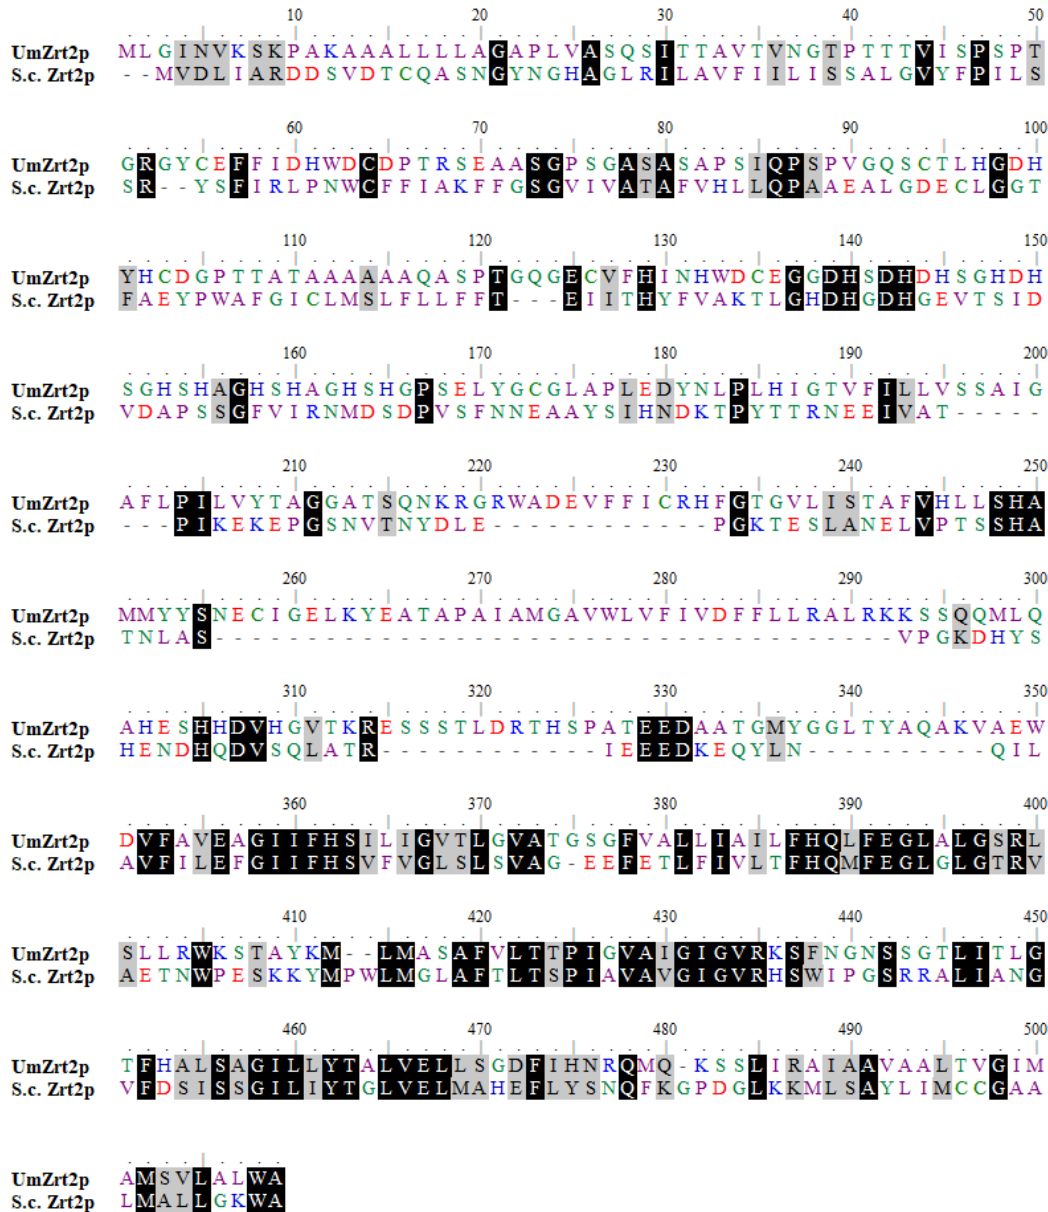 10 20 30 40 50
UmZrt2p MLGINVKSKPAKAAALLLLAGAPLVASQSITTAVTVNGTPTTTVISPSPT
S.c. Zrt2p --MVDLIARDDSVDTCQASNGYNGHAGLRILAVFIILISSALGVYFPILS
60 70 80 90 100
UmZrt2p GRGYCEFFIDHWDCDPTRSEAASGPSGASASAPSIQPSPVGQSCTLHGDH
S.c. Zrt2p SR--YSFIRLPNWCFFIAKFFGSGVIVATAFVHLLQPAAEALGDECLGGT
110 120 130 140 150
UmZrt2p YHCDGPTTATAAAAAAQASPTGQGECVFHINHWDCEGGDHSDHDHSGHDH
S.c. Zrt2p FAEYPWAFGICLMSLFLLFFT---EIITHYFVAKTLGHDHGDHGEVTSID
160 170 180 190 200
UmZrt2p SGHSHAGHSHAGHSHGPSELYGCGLAPLEDYNLPLHIGTVFILLVSSAIG
S.c. Zrt2p VDAPSSGFVIRNMDSDPVSFNNEAAYSIHNDKTPYTTRNEEIVAT-----
210 220 230 240 250
UmZrt2p AFLPILVYTAGGATSQNKRGRWADEVFFICRHFGTGVLISTAFVHLLSHA
S.c. Zrt2p ---PIKEKEPGSNVTNYDLE------------PGKTESLANELVPTSSHA
260 270 280 290 300
UmZrt2p MMYYSNECIGELKYEATAPAIAMGAVWLVFIVDFFLLRALRKKSSQQMLQ
S.c. Zrt2p TNLAS-------------------------------------VPGKDHYS
310 320 330 340 350
UmZrt2p AHESHHDVHGVTKRESSSTLDRTHSPATEEDAATGMYGGLTYAQAKVAEW
S.c. Zrt2p HENDHQDVSQLATR------------IEEEDKEQYLN----------QIL
360 370 380 390 400
UmZrt2p DVFAVEAGIIFHSILIGVTLGVATGSGFVALLIAILFHQLFEGLALGSRL
S.c. Zrt2p AVFILEFGIIFHSVFVGLSLSVAG-EEFETLFIVLTFHQMFEGLGLGTRV
410 420 430 440 450
UmZrt2p SLLRWKSTAYKM--LMASAFVLTTPIGVAIGIGVRKSFNGNSSGTLITLG
S.c. Zrt2p AETNWPESKKYMPWLMGLAFTLTSPIAVAVGIGVRHSWIPGSRRALIANG
460 470 480 490 500
UmZrt2p TFHALSAGILLYTALVELLSGDFIHNRQMQ-KSSLIRAIAAVAALTVGIM
S.c. Zrt2p VFDSISSGILIYTGLVELMAHEFLYSNQFKGPDGLKKMLSAYLIMCCGAA
UmZrt2p AMSVLALWA
S.c. Zrt2p LMALLGKWA